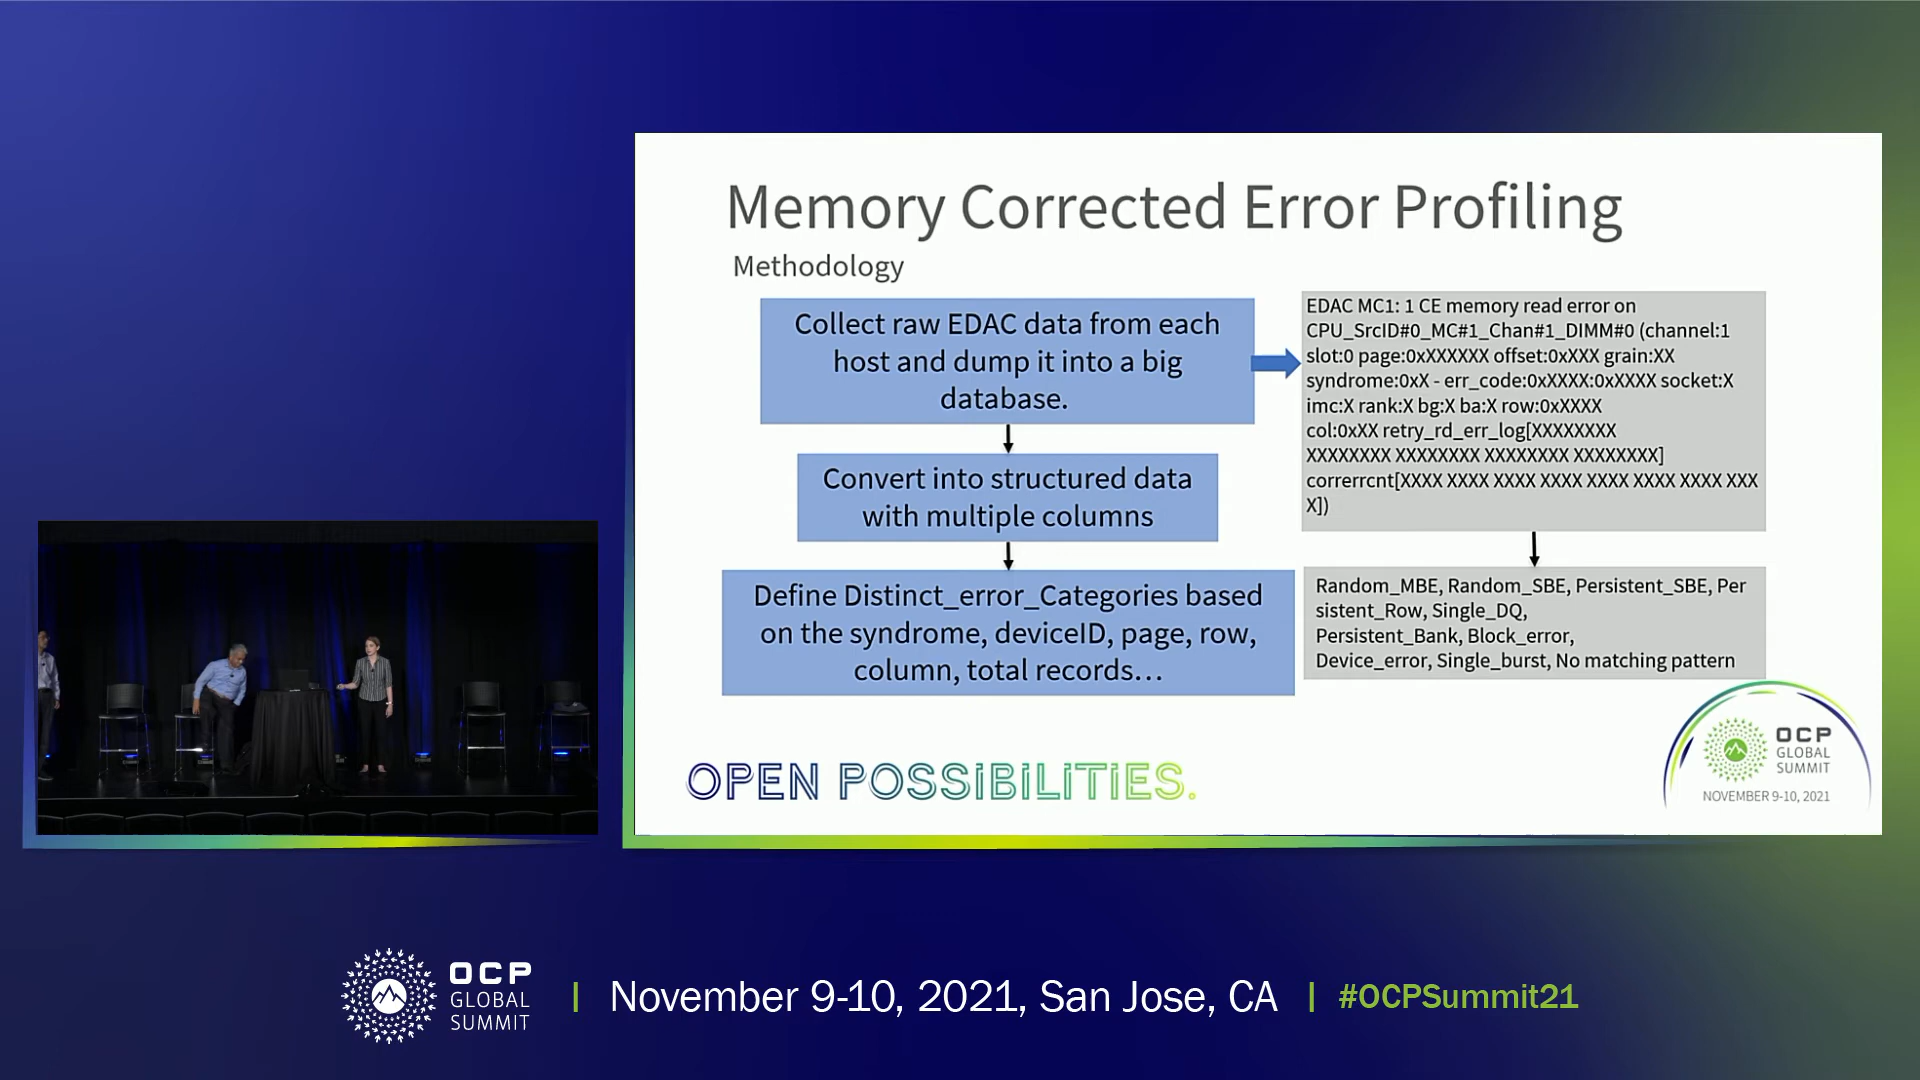 Memory Corrected Error Profiling
Methodology
Collect raw EDAC data from each
host and dump it into a big
database.
Convert into structured data
with multiple columns
Define Distinct_error_Categories based
on the syndrome, deviceID, page, row,
column, total records…
EDAC MC1: 1 CE memory read error on
CPU_SrcID#0_MC#1_Chan#1_DIMM#0 (channel:1
slot:0 page:0xXXXXXX offset:0xXXX grain:XX
syndrome:0xX - err_code:0xXXXX:0xXXXX socket:X
imc:X rank:X bg:X ba:X row:0xXXXX
col:0xXX retry_rd_err_log[XXXXXXXX
XXXXXXXX XXXXXXXX XXXXXXXX XXXXXXXX]
correrrcnt[XXXX XXXX XXXX XXXX XXXX XXXX XXXX XXX
X])
Random_MBE, Random_SBE, Persistent_SBE, Per
sistent_Row, Single_DQ,
Persistent_Bank, Block_error,
Device_error, Single_burst, No matching pattern
OPEN POSSIBILITIES.
OCP
GLOBAL
SUMMIT
NOVEMBER 9-10, 2021
OCP
GLOBAL
SUMMIT
November 9-10, 2021, San Jose, CA
#OCPSummit21